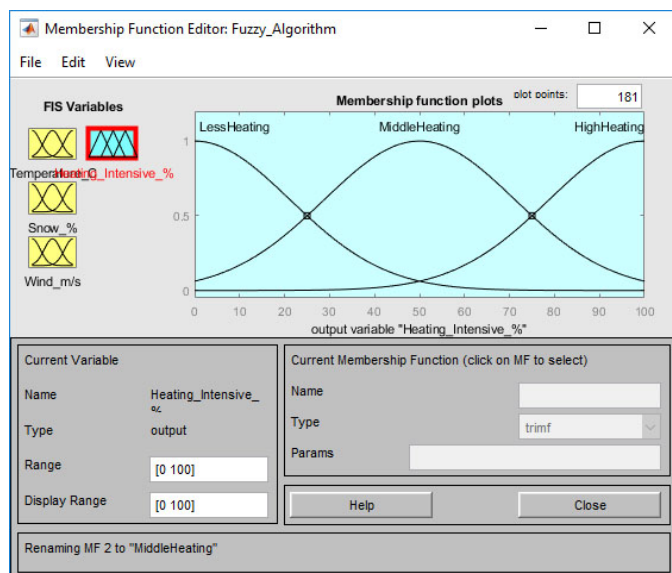 Membership Function Editor: Fuzzy_Algorithm
File Edit View
FIS Variables
Membership function plots
plot points:
181
LessHeating MiddleHeating HighHeating
Heating_Intensive_%
Snow_%
Wind_m/s
1
0.5
0
0 10 20 30 40 50 60 70 80 90 100
output variable "Heating_Intensive_%"
Current Variable
Name Heating_Intensive_
%
Type output
Range [0 100]
Display Range [0 100]
Current Membership Function (click on MF to select)
Name
Type trimf
Params
Help Close
Renaming MF 2 to "MiddleHeating"